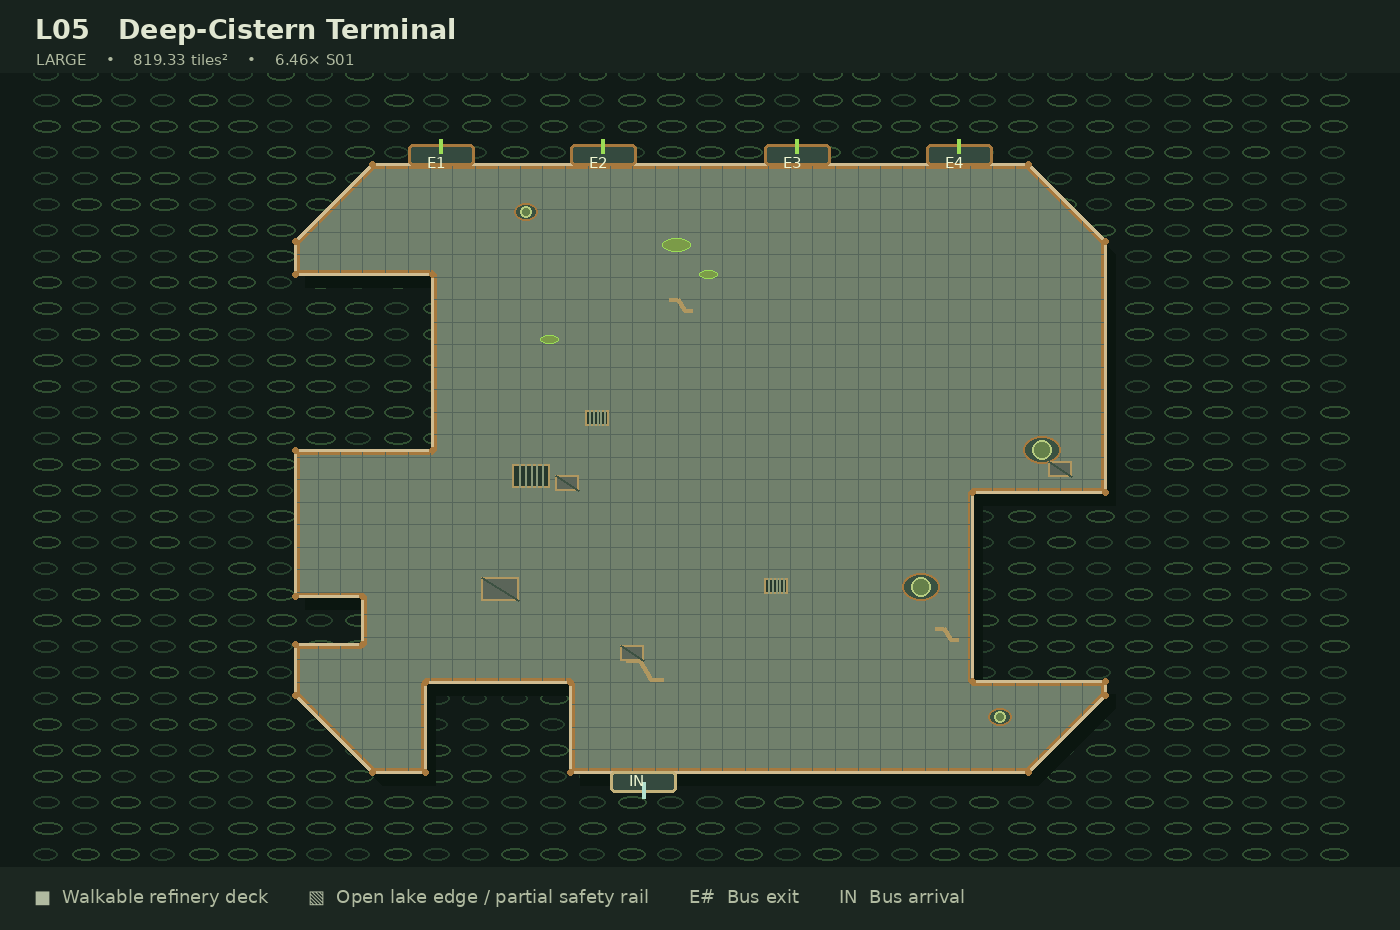 L05 Deep-Cistern Terminal
LARGE • 819.33 tiles² • 6.46× S01
E1 E2 E3 E4
IN
Walkable refinery deck Open lake edge / partial safety rail E# Bus exit IN Bus arrival